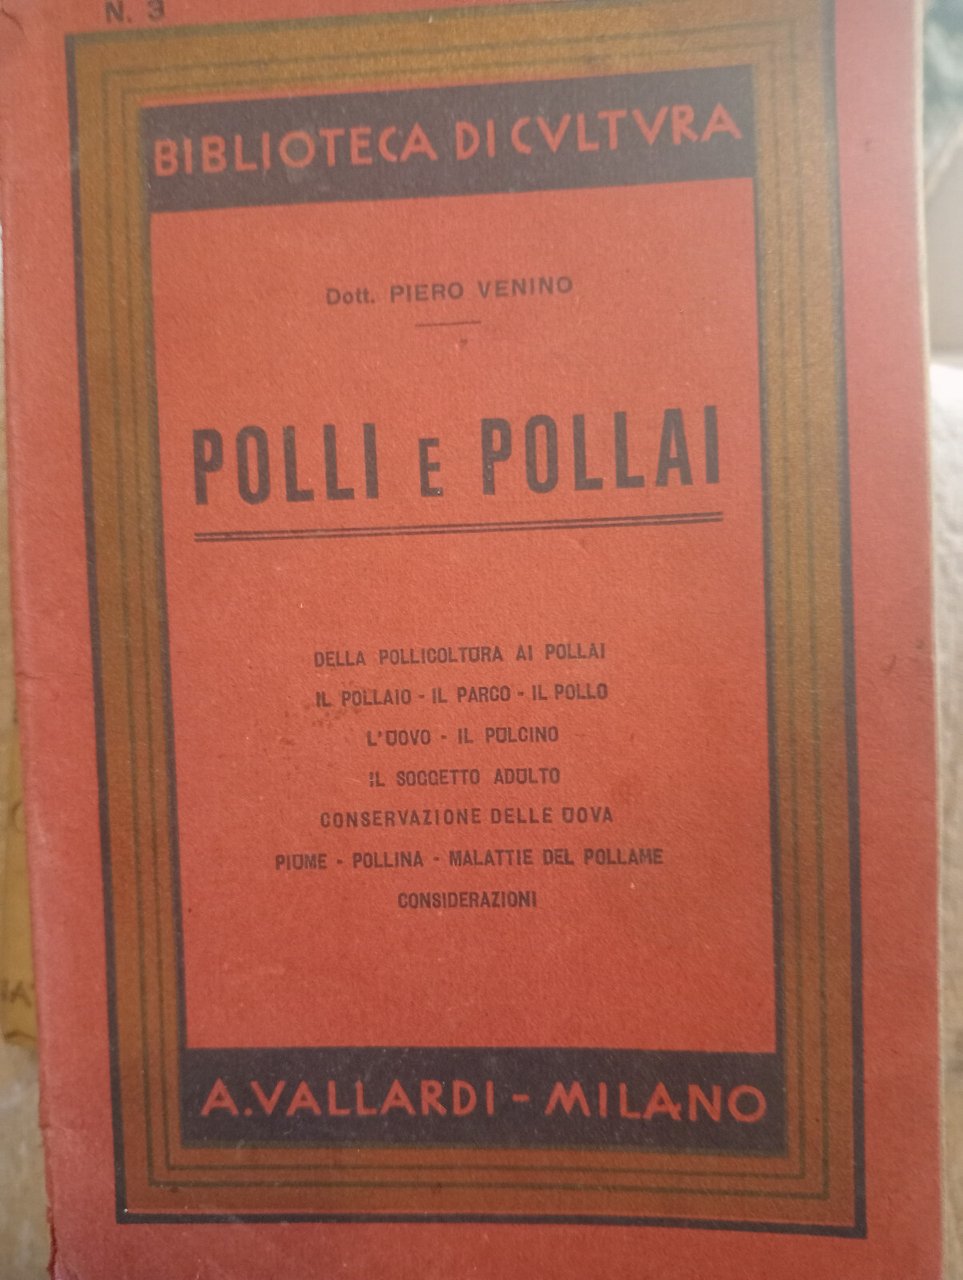 N. 3
BIBLIOTECA DI CVLTVRA
Dott. PIERO VENINO
POLLI E POLLAI
DELLA POLLICOLTURA AI POLLAI
IL POLLAIO - IL PARCO - IL POLLO
L'UOVO - IL PULCINO
IL SOGGETTO ADULTO
CONSERVAZIONE DELLE UOVA
PIUME - POLLINA - MALATTIE DEL POLLAME
CONSIDERAZIONI
A. VALLARDI - MILANO